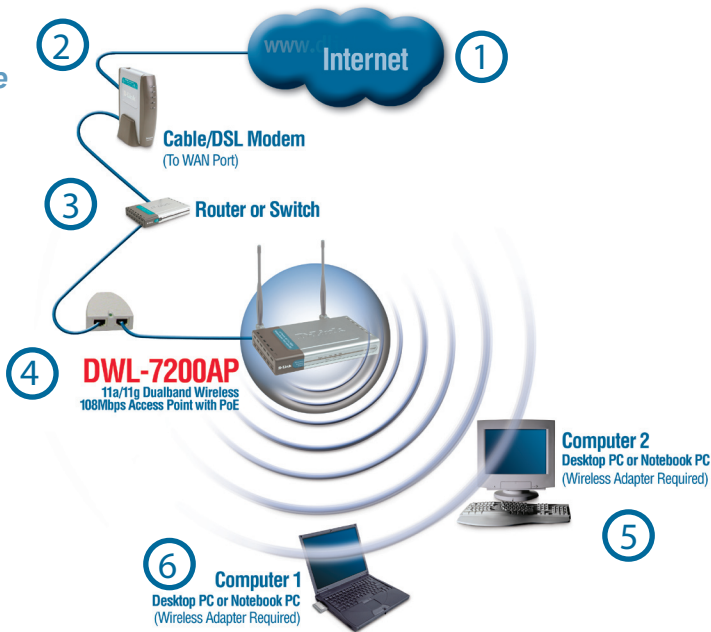 1
www.d
Internet
2
e
Cable/DSL Modem
(To WAN Port)
3
Router or Switch
4
DWL-7200AP
11a/11g Dualband Wireless
108Mbps Access Point with PoE
D-Link
Computer 2
Desktop PC or Notebook PC
(Wireless Adapter Required)
5
6
Computer 1
Desktop PC or Notebook PC
(Wireless Adapter Required)